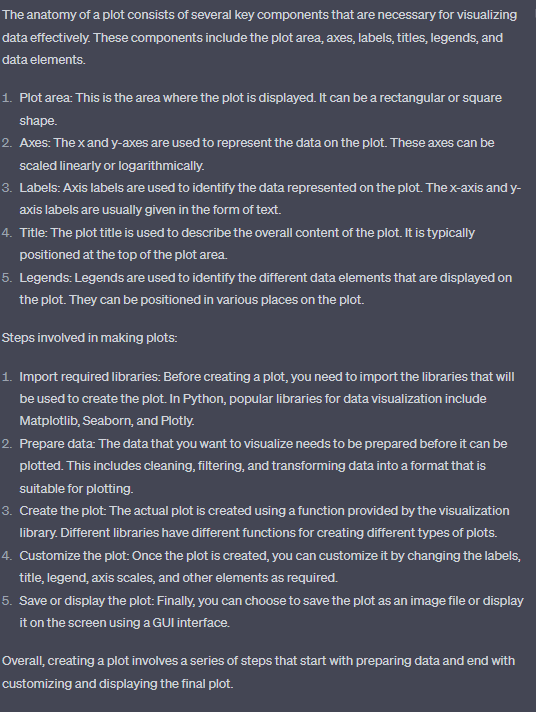 The anatomy of a plot consists of several key components that are necessary for visualizing
data effectively. These components include the plot area, axes, labels, titles, legends, and
data elements.
1. Plot area: This is the area where the plot is displayed. It can be a rectangular or square
shape.
2. Axes: The x and y-axes are used to represent the data on the plot. These axes can be
scaled linearly or logarithmically.
3. Labels: Axis labels are used to identify the data represented on the plot. The x-axis and y-
axis labels are usually given in the form of text.
4. Title: The plot title is used to describe the overall content of the plot. It is typically
positioned at the top of the plot area.
5. Legends: Legends are used to identify the different data elements that are displayed on
the plot. They can be positioned in various places on the plot.
Steps involved in making plots:
1. Import required libraries: Before creating a plot, you need to import the libraries that will
be used to create the plot. In Python, popular libraries for data visualization include
Matplotlib, Seaborn, and Plotly.
2. Prepare data: The data that you want to visualize needs to be prepared before it can be
plotted. This includes cleaning, filtering, and transforming data into a format that is
suitable for plotting.
3. Create the plot: The actual plot is created using a function provided by the visualization
library. Different libraries have different functions for creating different types of plots.
4. Customize the plot: Once the plot is created, you can customize it by changing the labels,
title, legend, axis scales, and other elements as required.
5. Save or display the plot: Finally, you can choose to save the plot as an image file or display
it on the screen using a GUI interface.
Overall, creating a plot involves a series of steps that start with preparing data and end with
customizing and displaying the final plot.